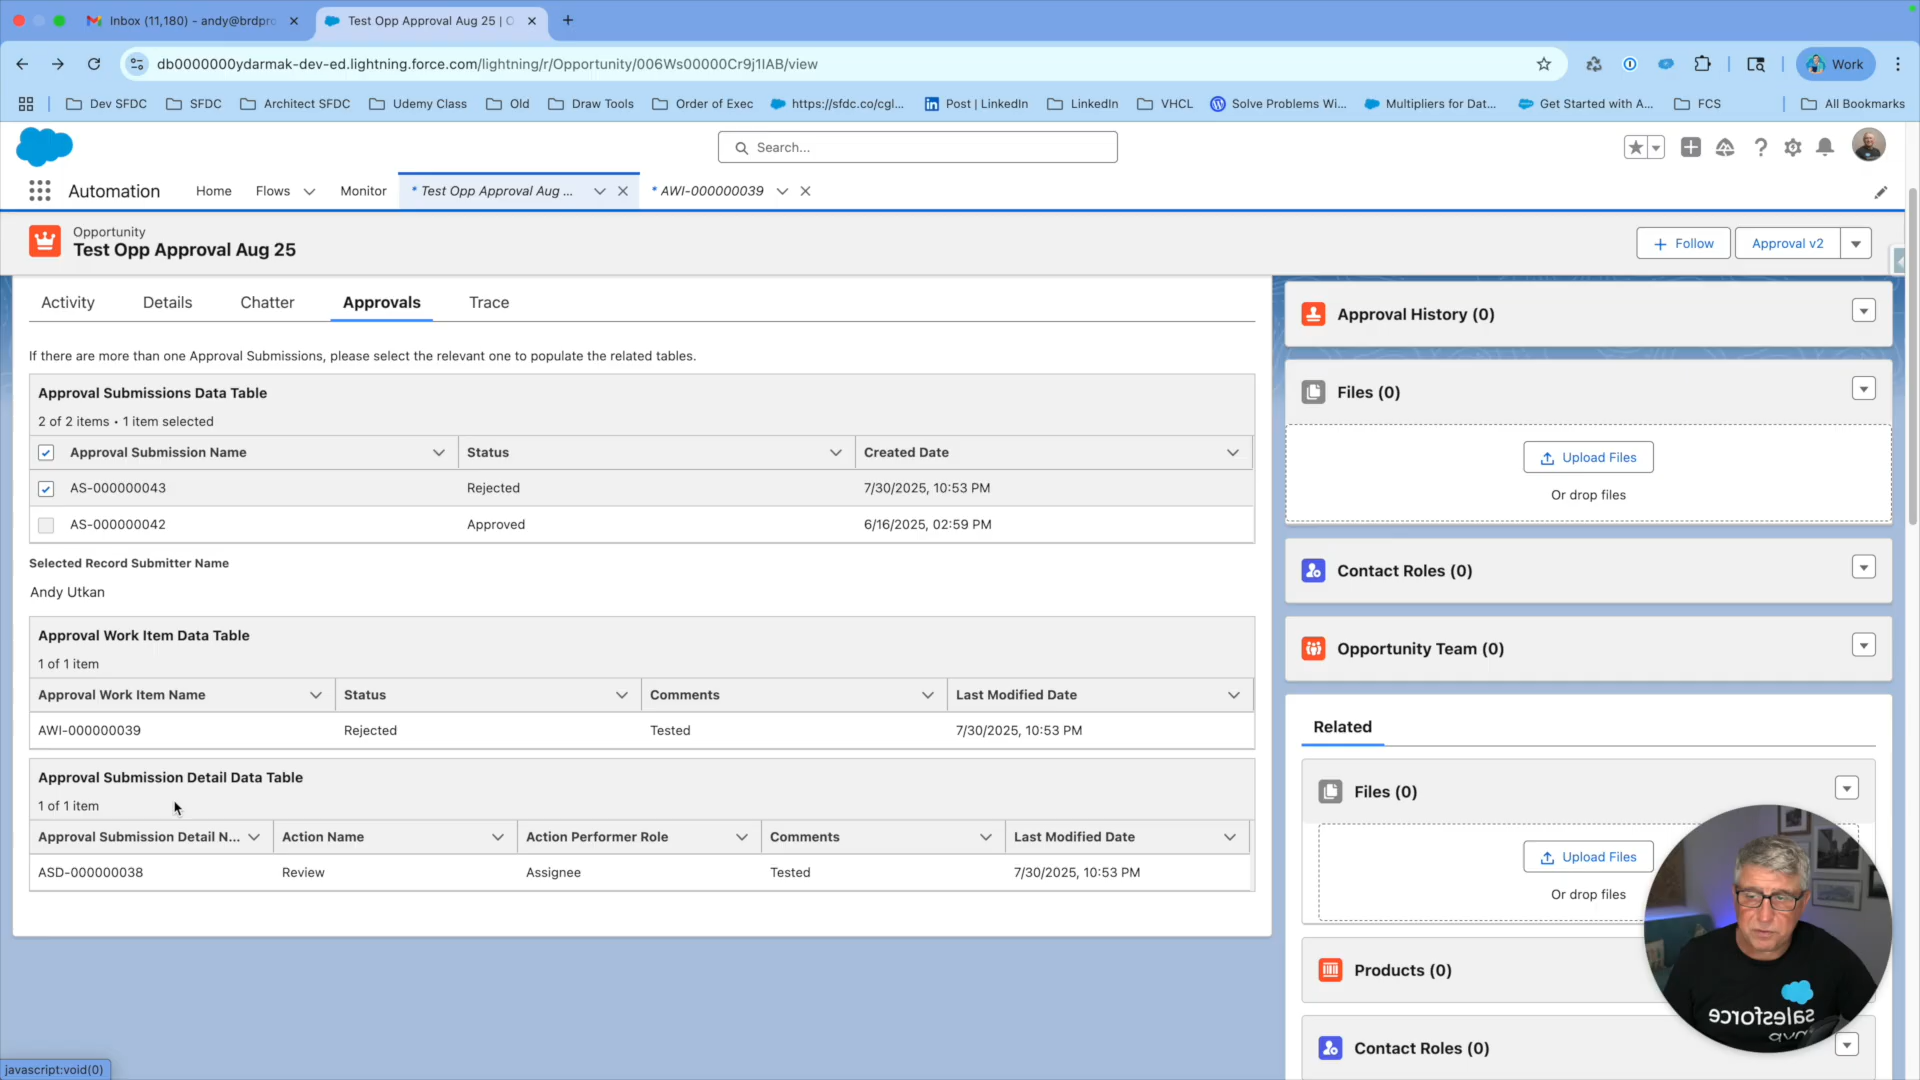 Inbox (11,180) - andy@brdpro
Test Opp Approval Aug 25 | O
db0000000ydarmak-dev-ed.lightning.force.com/lightning/r/Opportunity/006Ws00000Cr9j1IAB/view
Work
Dev SFDC
SFDC
Architect SFDC
Udemy Class
Old
Draw Tools
Order of Exec
https://sfdc.co/cgl...
Post | LinkedIn
LinkedIn
VHCL
Solve Problems Wi...
Multipliers for Dat...
Get Started with A...
FCS
All Bookmarks
Search...
Automation
Home
Flows
Monitor
* Test Opp Approval Aug ...
* AWI-000000039
Opportunity
Test Opp Approval Aug 25
Follow
Approval v2
Activity
Details
Chatter
Approvals
Trace
If there are more than one Approval Submissions, please select the relevant one to populate the related tables.
Approval Submissions Data Table
2 of 2 items • 1 item selected
Approval Submission Name
Status
Created Date
AS-000000043
Rejected
7/30/2025, 10:53 PM
AS-000000042
Approved
6/16/2025, 02:59 PM
Selected Record Submitter Name
Andy Utkan
Approval Work Item Data Table
1 of 1 item
Approval Work Item Name
Status
Comments
Last Modified Date
AWI-000000039
Rejected
Tested
7/30/2025, 10:53 PM
Approval Submission Detail Data Table
1 of 1 item
Approval Submission Detail N...
Action Name
Action Performer Role
Comments
Last Modified Date
ASD-000000038
Review
Assignee
Tested
7/30/2025, 10:53 PM
Approval History (0)
Files (0)
Upload Files
Or drop files
Contact Roles (0)
Opportunity Team (0)
Related
Files (0)
Upload Files
Or drop files
Products (0)
Contact Roles (0)
salesforce
mvp
javascript:void(0)